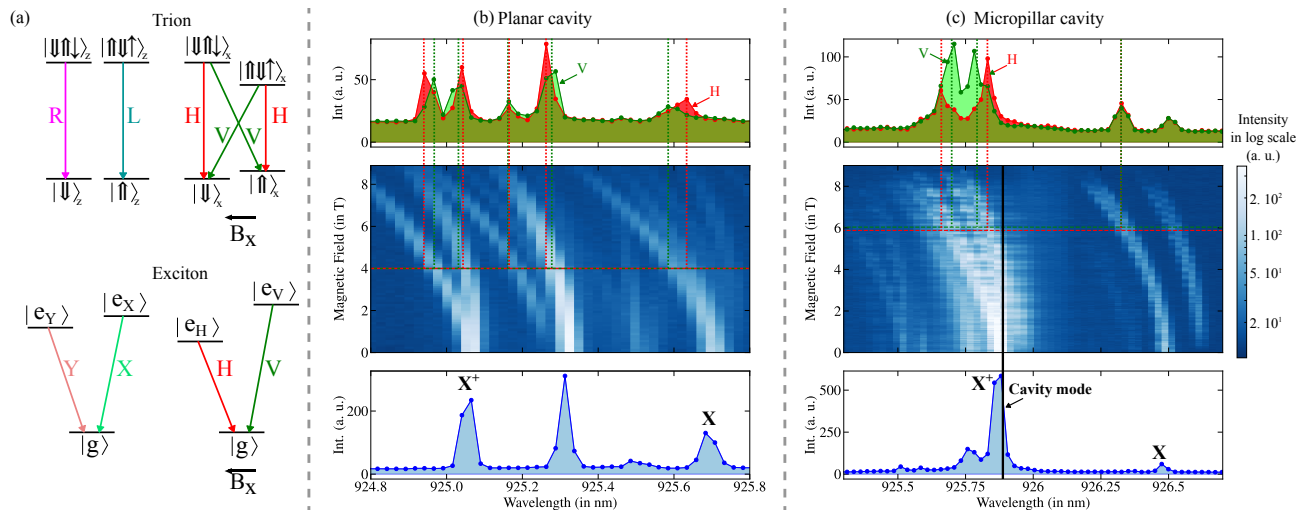 (a)
Trion
|⇓⇑↓⟩z
|⇑⇓↑⟩z
|⇓⇑↓⟩x
|⇑⇓↑⟩x
R
L
H
V
V
H
|⇓⟩z
|⇑⟩z
|⇓⟩x
|⇑⟩x
BX
Exciton
|eY⟩
|eX⟩
|eH⟩
|eV⟩
Y
X
H
V
|g⟩
|g⟩
BX
(b) Planar cavity
Int (a. u.)
50
0
V
H
Magnetic Field (in T)
8
6
4
2
0
Int. (a. u.)
200
0
X+
X
924.8
925.0
925.2
925.4
925.6
925.8
Wavelength (in nm)
(c) Micropillar cavity
Int (a. u.)
100
50
0
V
H
Magnetic Field (in T)
8
6
4
2
0
Intensity
in log scale
(a. u.)
2. 10²
1. 10²
5. 10¹
2. 10¹
Int. (a. u.)
600
250
0
X+
Cavity mode
X
925.5
925.75
926
926.25
926.5
Wavelength (in nm)